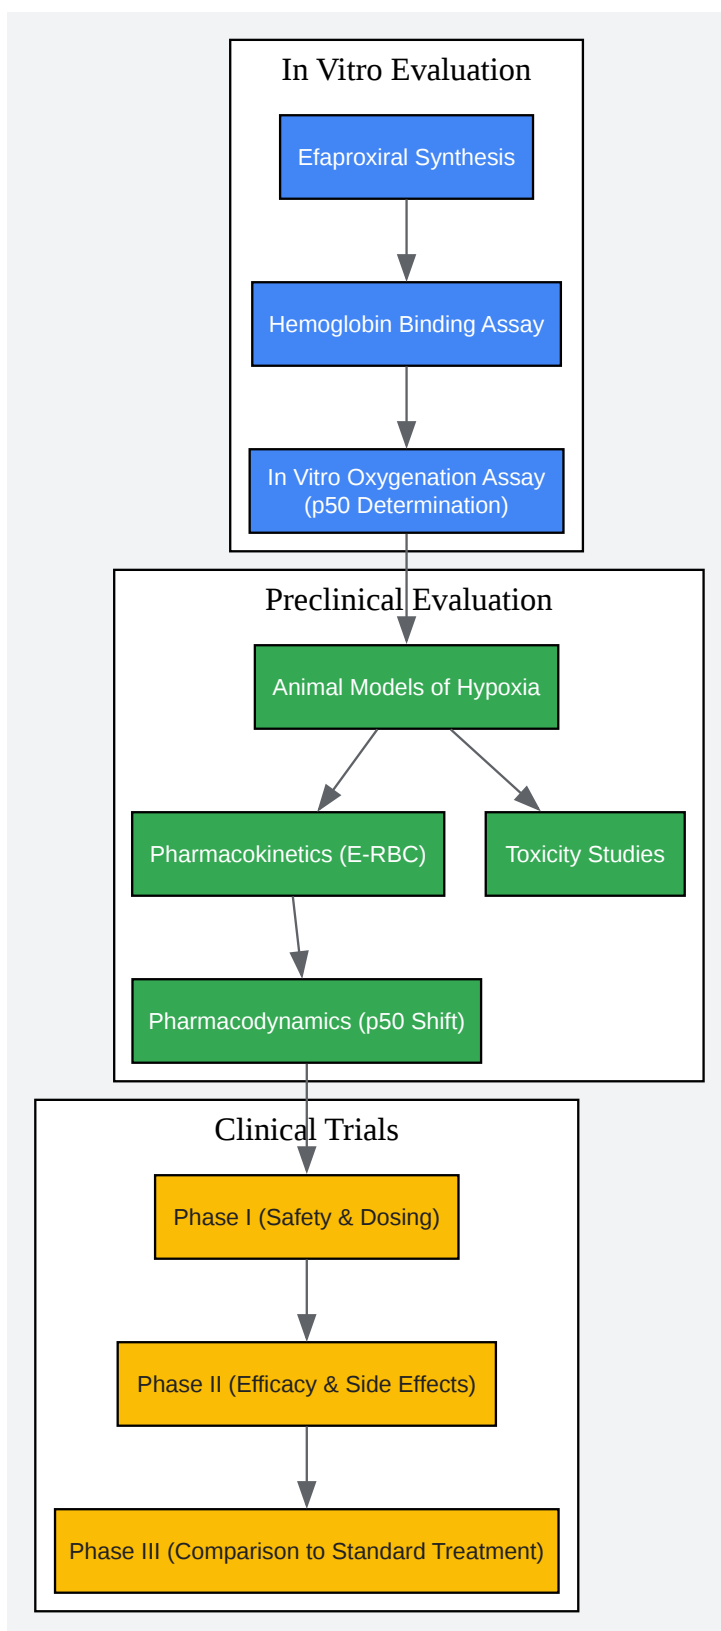 In Vitro Evaluation
Efaproxiral Synthesis
Hemoglobin Binding Assay
In Vitro Oxygenation Assay
(p50 Determination)
Preclinical Evaluation
Animal Models of Hypoxia
Pharmacokinetics (E-RBC)
Toxicity Studies
Pharmacodynamics (p50 Shift)
Clinical Trials
Phase I (Safety & Dosing)
Phase II (Efficacy & Side Effects)
Phase III (Comparison to Standard Treatment)